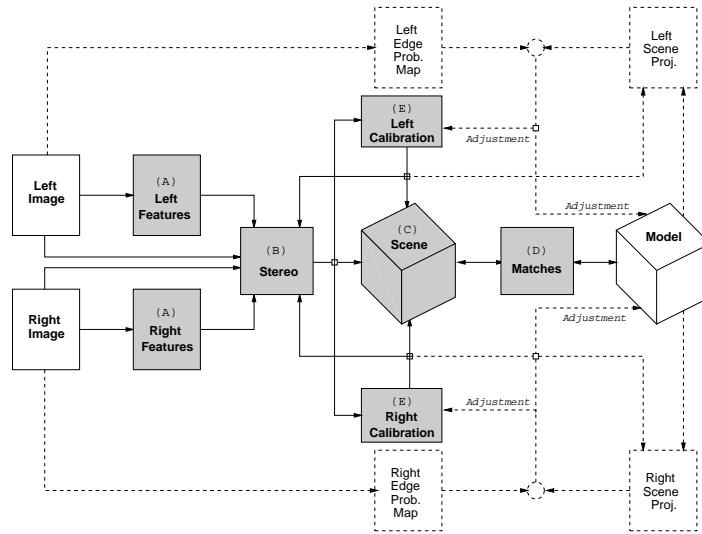 Left
Edge
Prob.
Map
Left
Scene
Proj.
(E)
Left
Calibration
Adjustment
Left
Image
(A)
Left
Features
Adjustment
(B)
Stereo
(C)
Scene
(D)
Matches
Model
Right
Image
(A)
Right
Features
Adjustment
(E)
Right
Calibration
Adjustment
Right
Edge
Prob.
Map
Right
Scene
Proj.